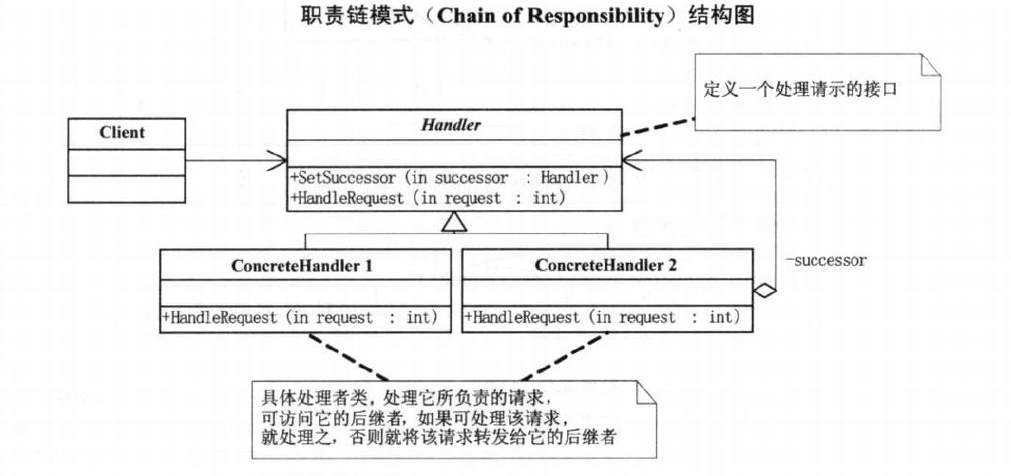 职责链模式（Chain of Responsibility）结构图
定义一个处理请示的接口
Client
Handler
+SetSuccessor (in successor : Handler)
+HandleRequest (in request : int)
ConcreteHandler 1
+HandleRequest (in request : int)
ConcreteHandler 2
+HandleRequest (in request : int)
-successor
具体处理者类，处理它所负责的请求，
可访问它的后继者，如果可处理该请求，
就处理之，否则就将该请求转发给它的后继者